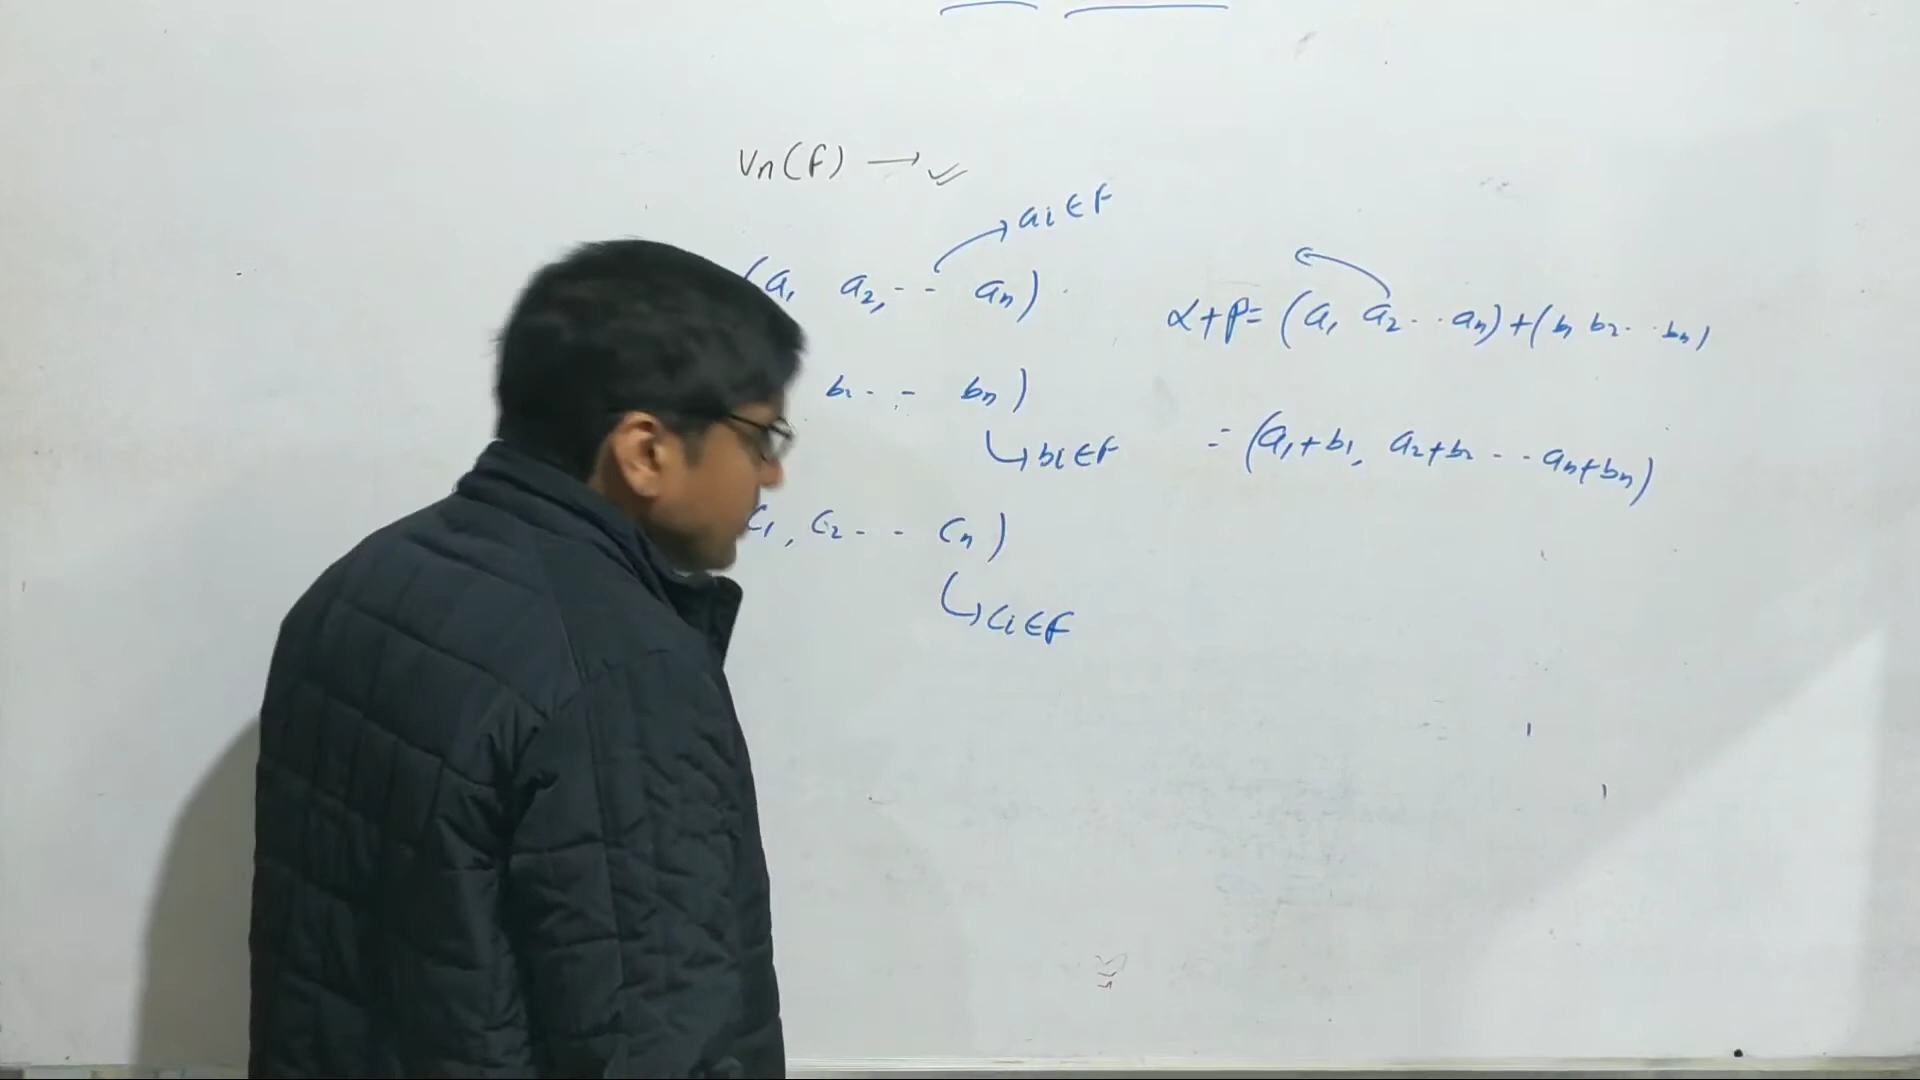 Vn(F) →
ai ∈ F
(a1 a2, - - an)
b2 - - bn)
bi ∈ F
c1, c2 - - cn)
ci ∈ F
α+β= (a1 a2 - - an)+(b1 b2 - - bn)
= (a1+b1, a2+b2 - - an+bn)